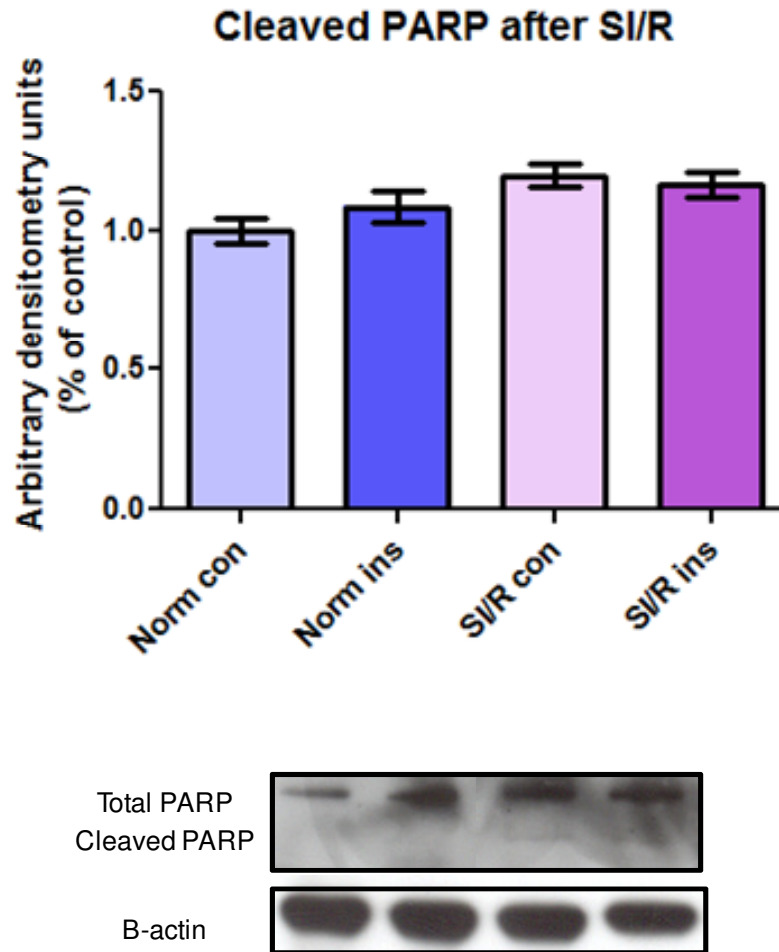 Cleaved PARP after SI/R
Arbitrary densitometry units
(% of control)
1.5
1.0
0.5
0.0
Norm con
Norm ins
SI/R con
SI/R ins
Total PARP
Cleaved PARP
B-actin